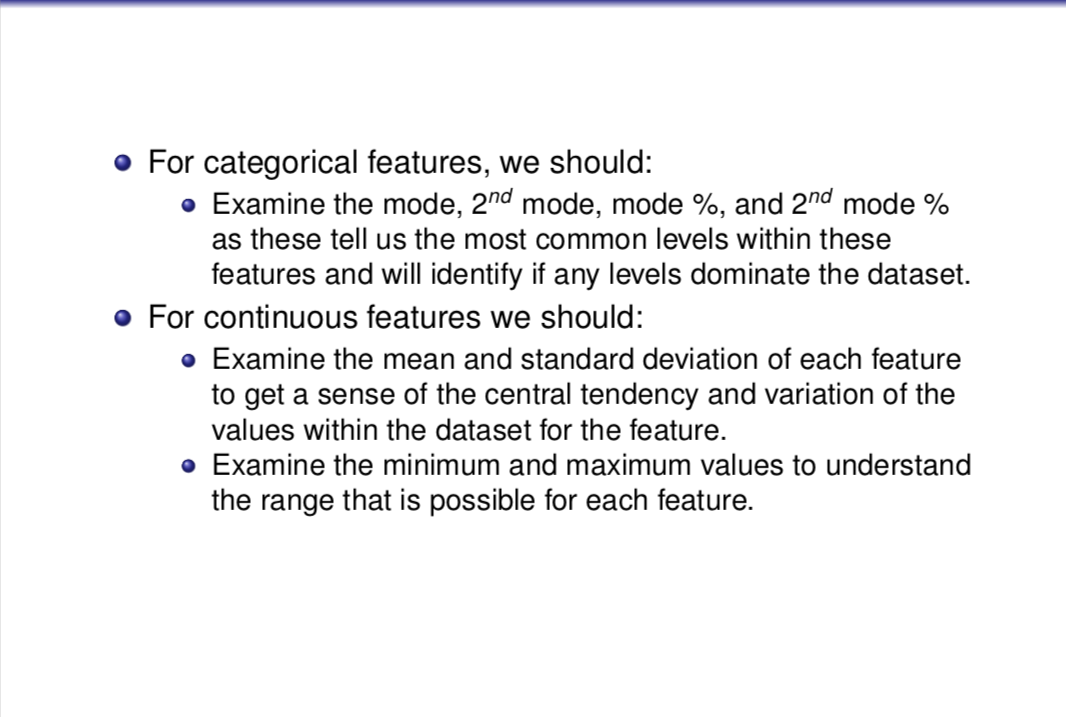 For categorical features, we should:
Examine the mode, 2nd mode, mode %, and 2nd mode %
as these tell us the most common levels within these
features and will identify if any levels dominate the dataset.
For continuous features we should:
Examine the mean and standard deviation of each feature
to get a sense of the central tendency and variation of the
values within the dataset for the feature.
Examine the minimum and maximum values to understand
the range that is possible for each feature.